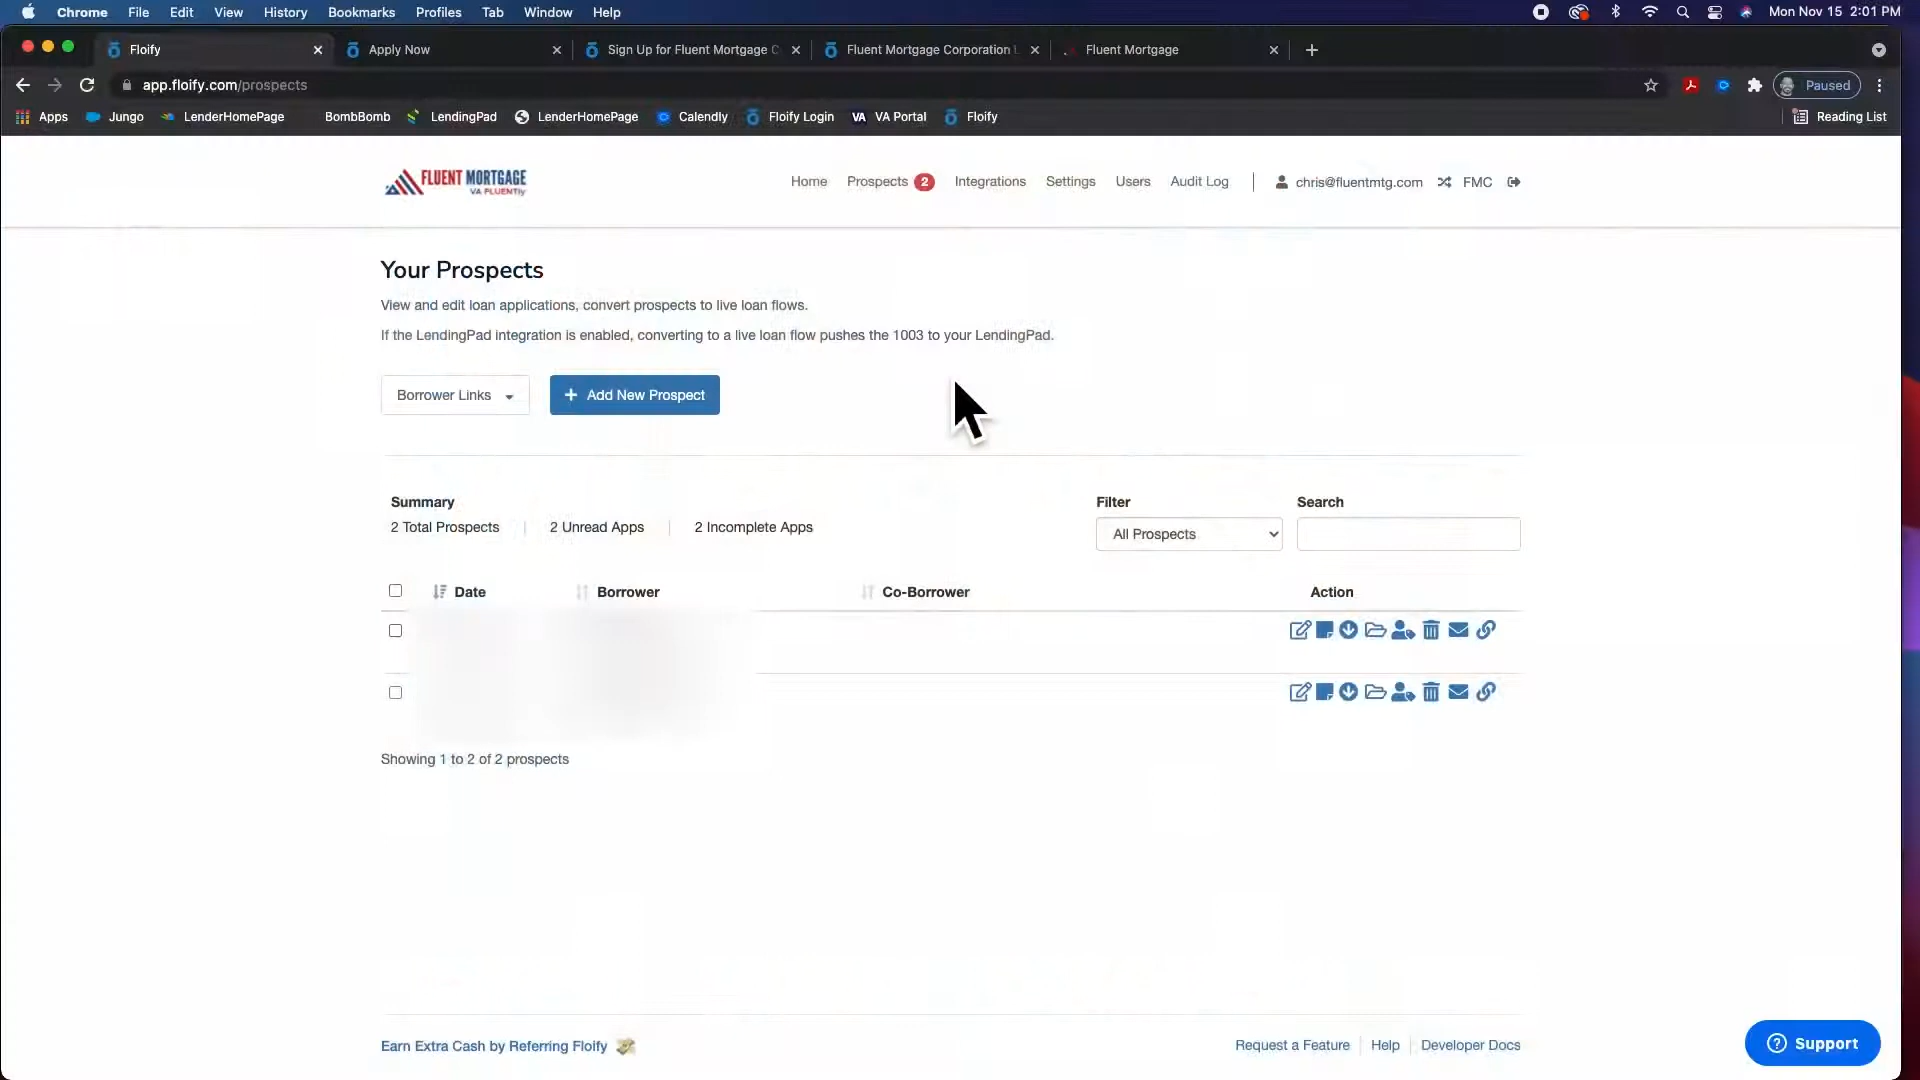 Chrome File Edit View History Bookmarks Profiles Tab Window Help Mon Nov 15 2:01 PM
Floify Apply Now Sign Up for Fluent Mortgage C Fluent Mortgage Corporation Fluent Mortgage
app.floify.com/prospects Paused
Apps Jungo LenderHomePage BombBomb LendingPad LenderHomePage Calendly Floify Login VA VA Portal Floify Reading List
FLUENT MORTGAGE
VA FLUENTly
Home Prospects 2 Integrations Settings Users Audit Log chris@fluentmtg.com FMC
Your Prospects
View and edit loan applications, convert prospects to live loan flows.
If the LendingPad integration is enabled, converting to a live loan flow pushes the 1003 to your LendingPad.
Borrower Links + Add New Prospect
Summary Filter Search
2 Total Prospects | 2 Unread Apps | 2 Incomplete Apps All Prospects
Date Borrower Co-Borrower Action
Showing 1 to 2 of 2 prospects
Earn Extra Cash by Referring Floify Request a Feature Help Developer Docs
? Support